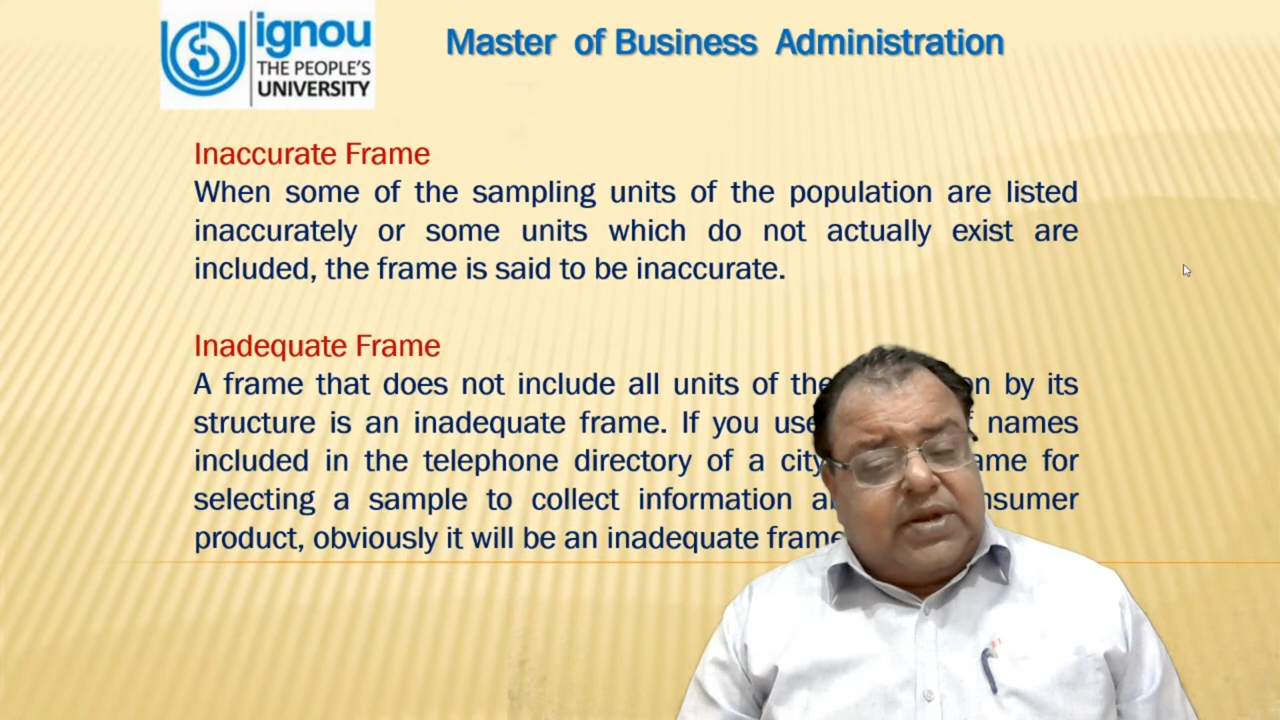 ignou
THE PEOPLE'S
UNIVERSITY
Master of Business Administration
Inaccurate Frame
When some of the sampling units of the population are listed
inaccurately or some units which do not actually exist are
included, the frame is said to be inaccurate.
Inadequate Frame
A frame that does not include all units of the by its
structure is an inadequate frame. If you use names
included in the telephone directory of a city for
selecting a sample to collect information
product, obviously it will be an inadequate frame